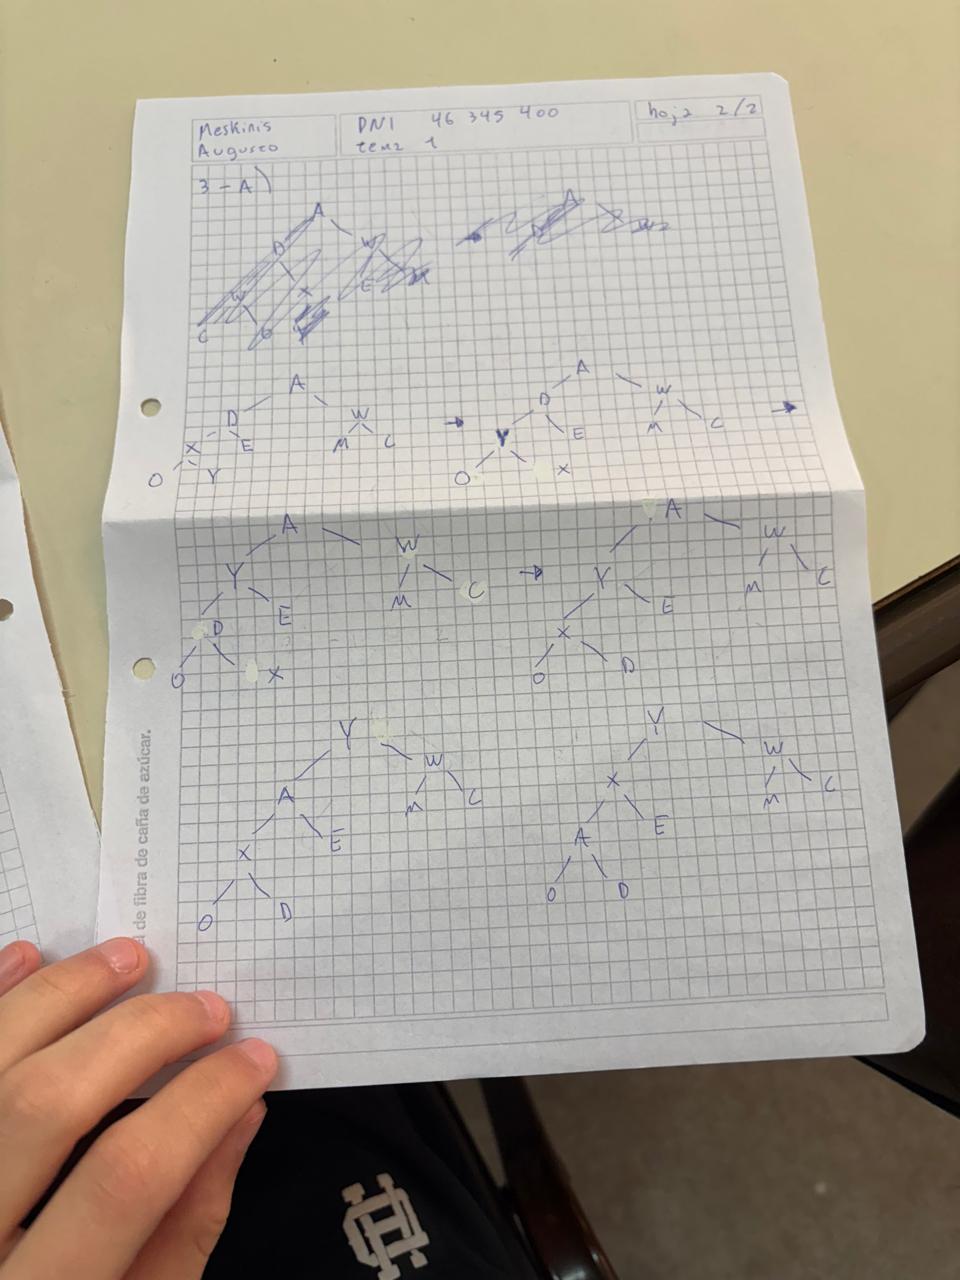 Meskinis
Augusto
DNI 46 345 400
tema 1
hoja 2/2
3 - A)
A
D W
X E M C
O Y
A
D W
Y E M C
O X
A
Y W
D E M C
O X
A
Y W
X E M C
O D
Y
A W
X E M C
O D
Y
X W
A E M C
O D
l de fibra de caña de azúcar.